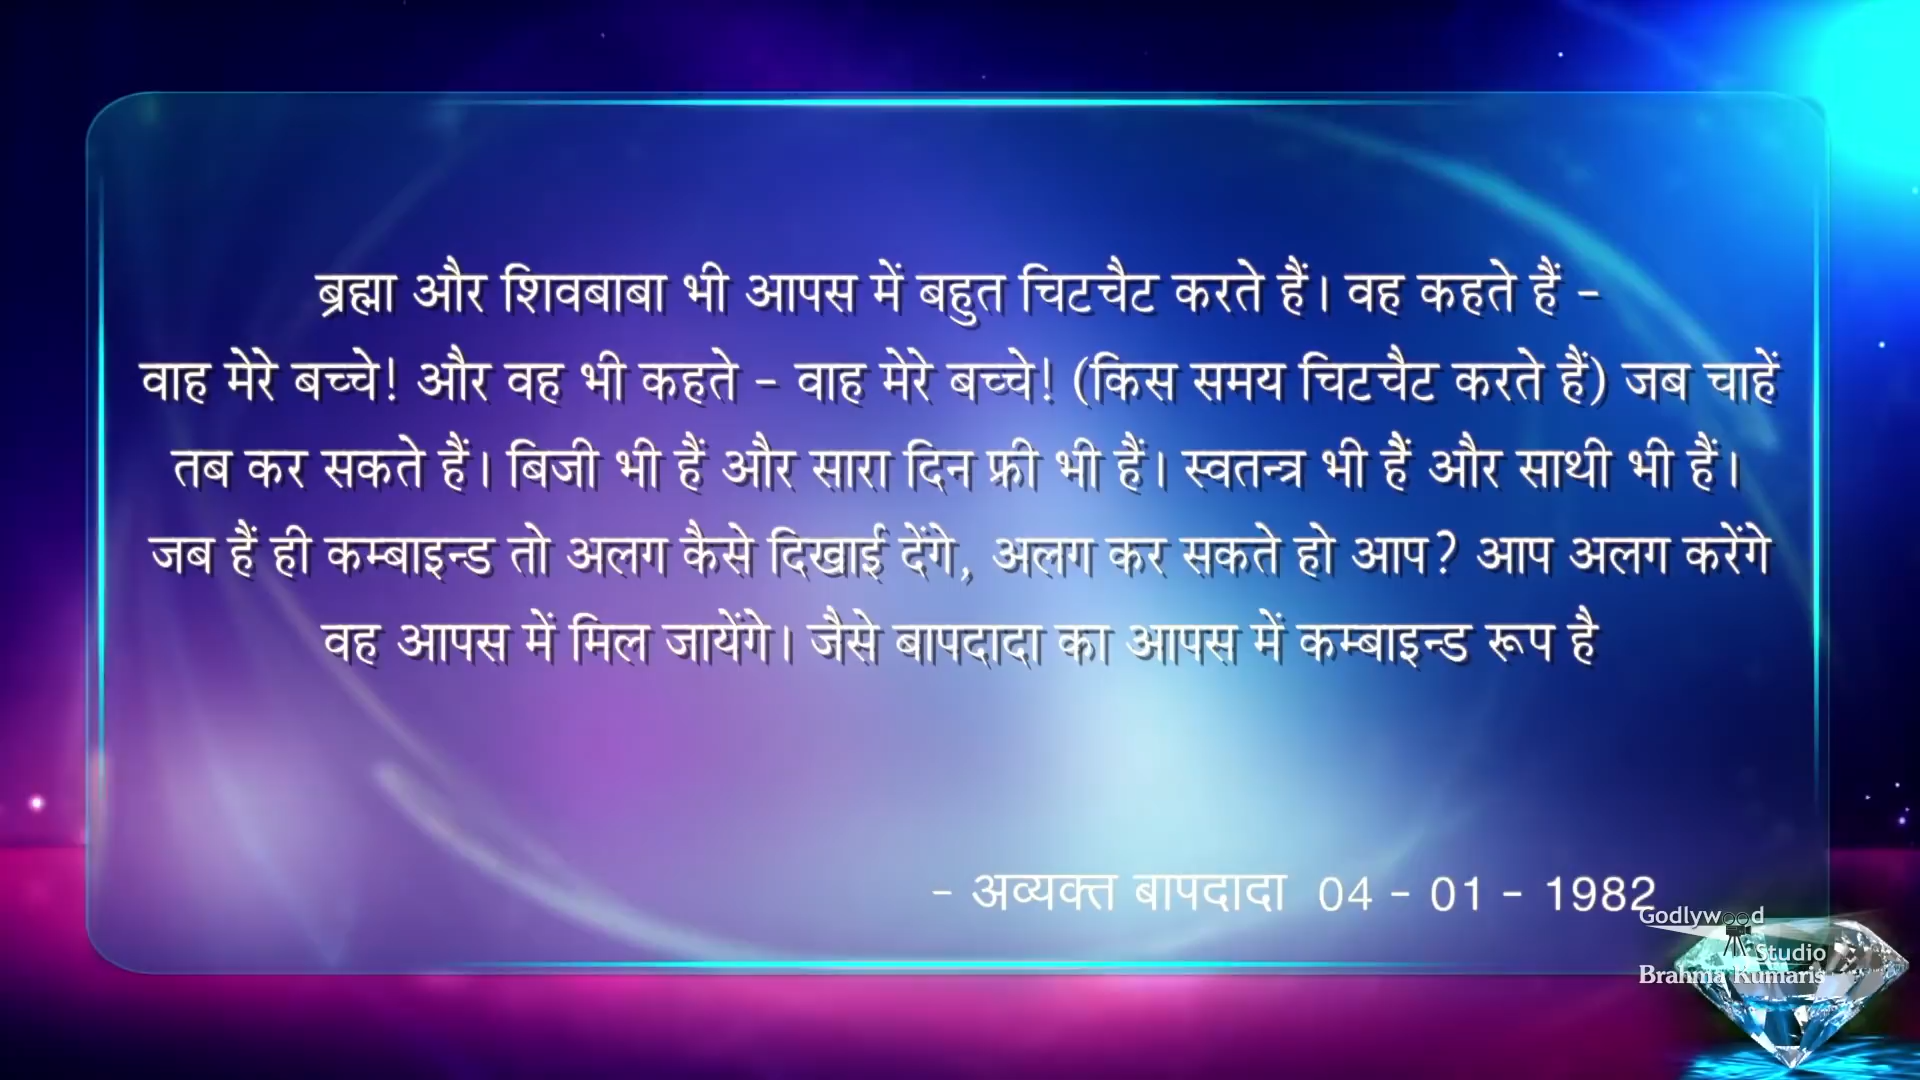 ब्रह्मा और शिवबाबा भी आपस में बहुत चिटचैट करते हैं। वह कहते हैं -
वाह मेरे बच्चे! और वह भी कहते - वाह मेरे बच्चे! (किस समय चिटचैट करते हैं) जब चाहें
तब कर सकते हैं। बिजी भी हैं और सारा दिन फ्री भी हैं। स्वतन्त्र भी हैं और साथी भी हैं।
जब हैं ही कम्बाइन्ड तो अलग कैसे दिखाई देंगे, अलग कर सकते हो आप? आप अलग करेंगे
वह आपस में मिल जायेंगे। जैसे बापदादा का आपस में कम्बाइन्ड रूप है
- अव्यक्त बापदादा 04 - 01 - 1982
Godlywood
Studio
Brahma Kumaris